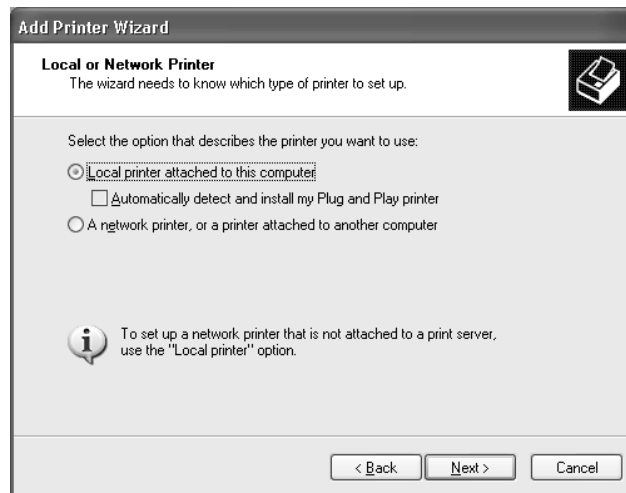 Add Printer Wizard
Local or Network Printer
The wizard needs to know which type of printer to set up.
Select the option that describes the printer you want to use:
Local printer attached to this computer
Automatically detect and install my Plug and Play printer
A network printer, or a printer attached to another computer
To set up a network printer that is not attached to a print server,
use the "Local printer" option.
< Back Next > Cancel